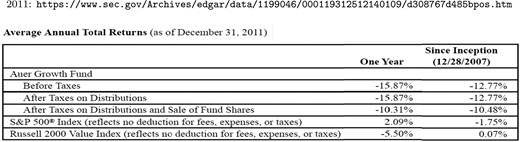 2011: https://www.sec.gov/Archives/edgar/data/1199046/000119312512140109/d308767d485bpos.htm
Average Annual Total Returns (as of December 31, 2011)
One Year Since Inception (12/28/2007)
Auer Growth Fund
Before Taxes -15.87% -12.77%
After Taxes on Distributions -15.87% -12.77%
After Taxes on Distributions and Sale of Fund Shares -10.31% -10.48%
S&P 500® Index (reflects no deduction for fees, expenses, or taxes) 2.09% -1.75%
Russell 2000 Value Index (reflects no deduction for fees, expenses, or taxes) -5.50% 0.07%